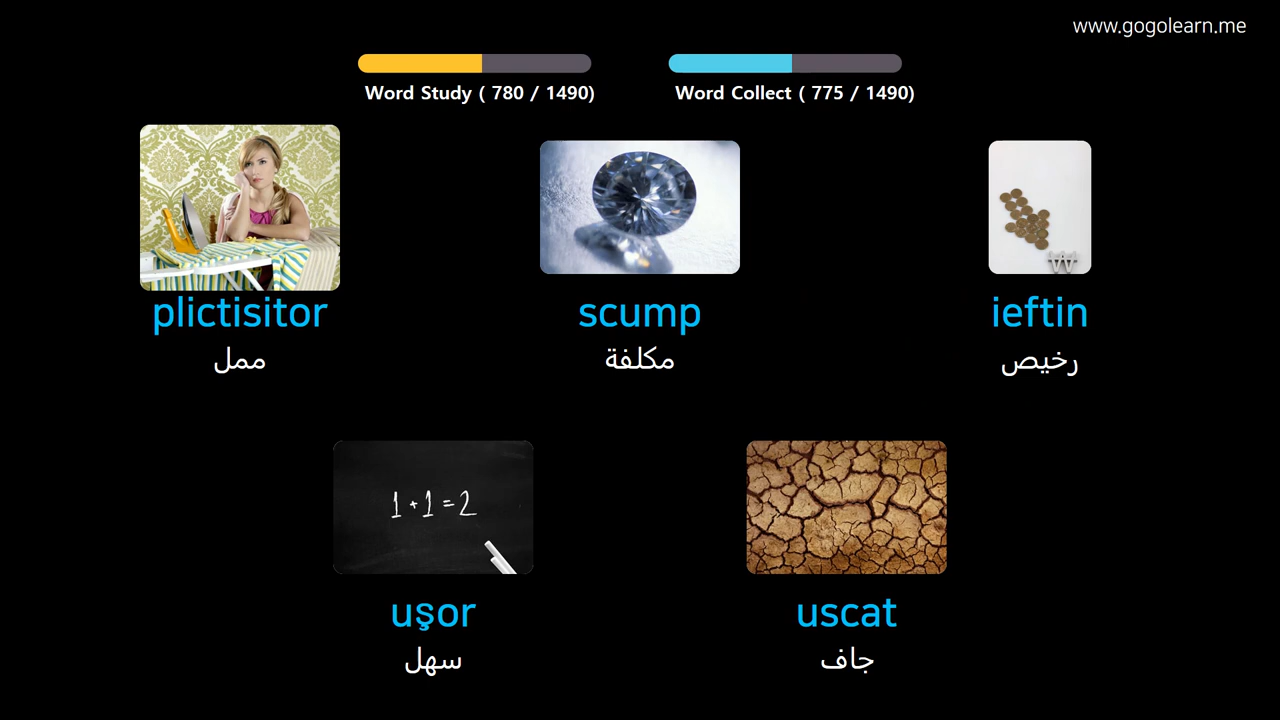 www.gogolearn.me
Word Study ( 780 / 1490)
Word Collect ( 775 / 1490)
plictisitor
ممل
scump
مكلفة
ieftin
رخيص
1+1=2
uşor
سهل
uscat
جاف